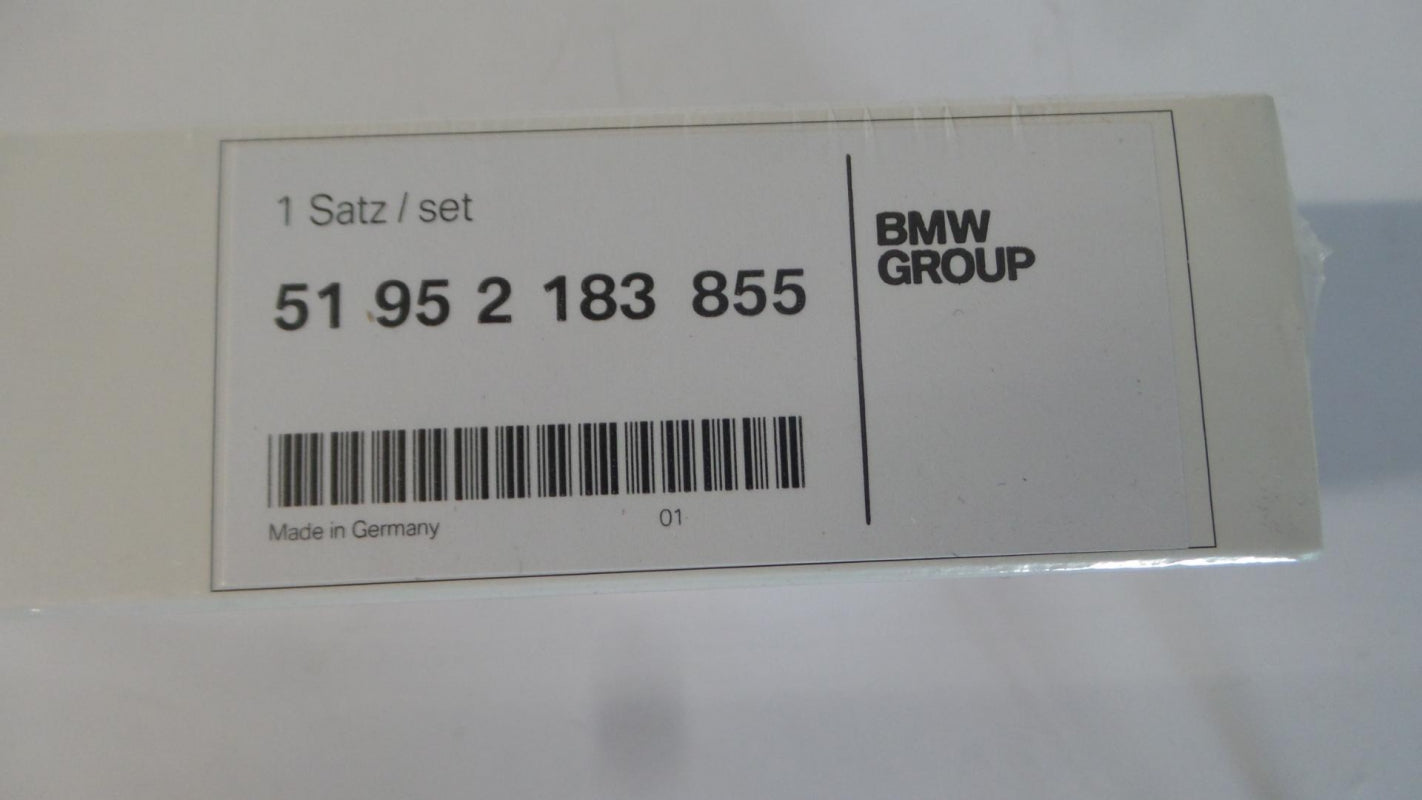 1 Satz / set
51 95 2 183 855
Made in Germany
01
BMW
GROUP